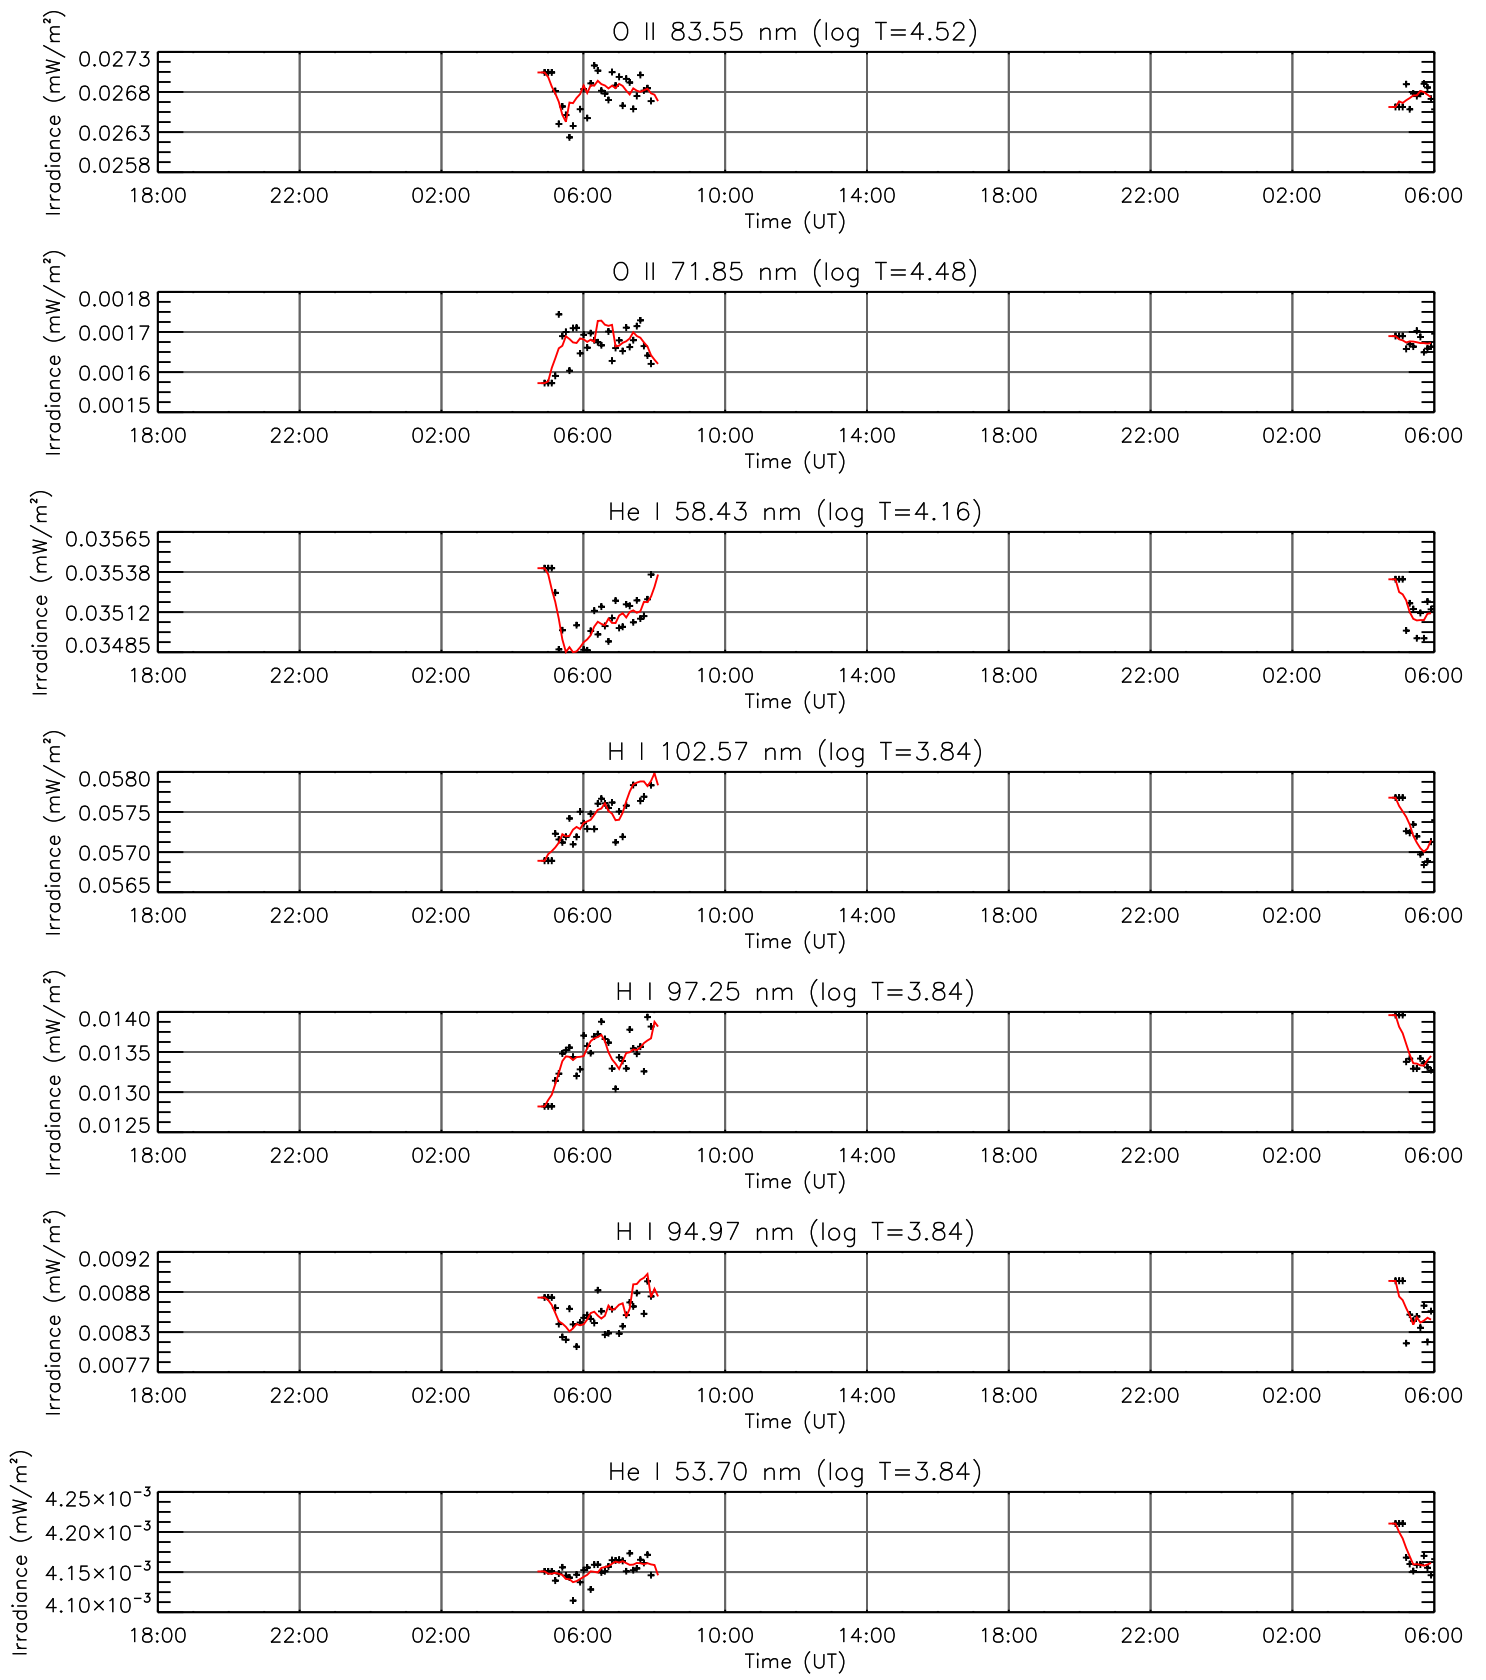 O II 83.55 nm (log T=4.52)
Irradiance (mW/m²)
0.0273
0.0268
0.0263
0.0258
18:00 22:00 02:00 06:00 10:00 14:00 18:00 22:00 02:00 06:00
Time (UT)
O II 71.85 nm (log T=4.48)
Irradiance (mW/m²)
0.0018
0.0017
0.0016
0.0015
18:00 22:00 02:00 06:00 10:00 14:00 18:00 22:00 02:00 06:00
Time (UT)
He I 58.43 nm (log T=4.16)
Irradiance (mW/m²)
0.03565
0.03538
0.03512
0.03485
18:00 22:00 02:00 06:00 10:00 14:00 18:00 22:00 02:00 06:00
Time (UT)
H I 102.57 nm (log T=3.84)
Irradiance (mW/m²)
0.0580
0.0575
0.0570
0.0565
18:00 22:00 02:00 06:00 10:00 14:00 18:00 22:00 02:00 06:00
Time (UT)
H I 97.25 nm (log T=3.84)
Irradiance (mW/m²)
0.0140
0.0135
0.0130
0.0125
18:00 22:00 02:00 06:00 10:00 14:00 18:00 22:00 02:00 06:00
Time (UT)
H I 94.97 nm (log T=3.84)
Irradiance (mW/m²)
0.0092
0.0088
0.0083
0.0077
18:00 22:00 02:00 06:00 10:00 14:00 18:00 22:00 02:00 06:00
Time (UT)
He I 53.70 nm (log T=3.84)
Irradiance (mW/m²)
4.25×10⁻³
4.20×10⁻³
4.15×10⁻³
4.10×10⁻³
18:00 22:00 02:00 06:00 10:00 14:00 18:00 22:00 02:00 06:00
Time (UT)